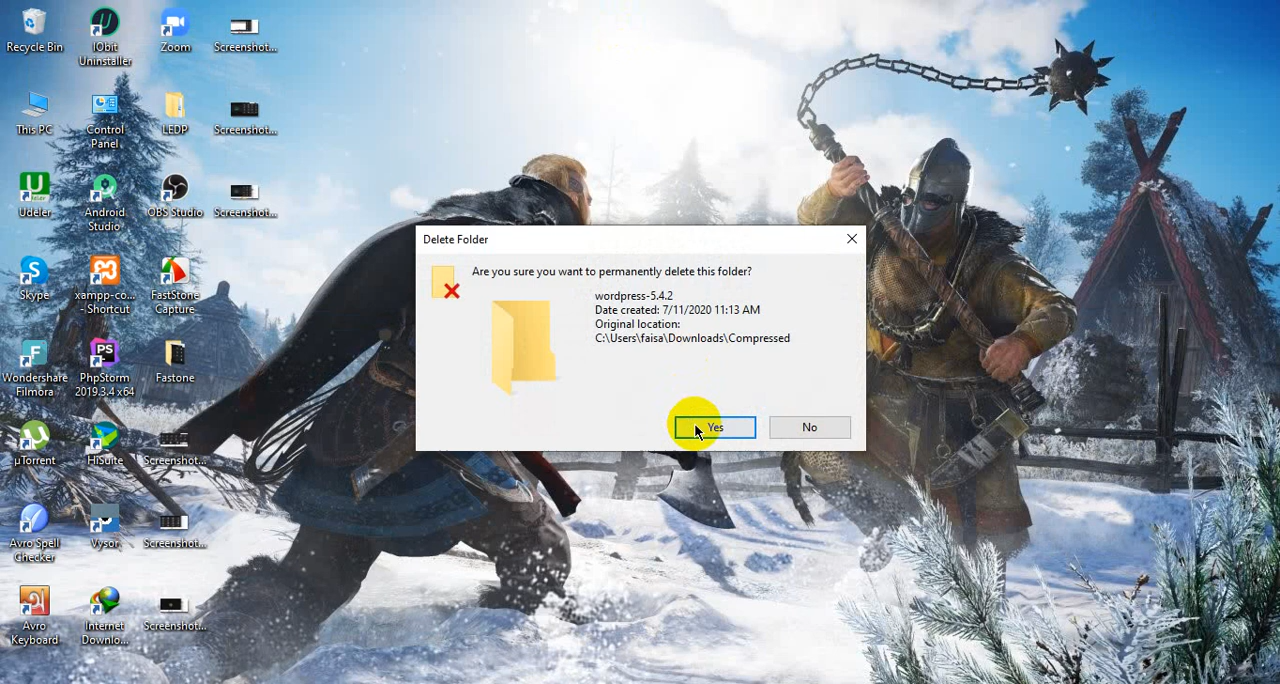 Recycle Bin
IObit
Uninstaller
Zoom
Screenshot...
This PC
Control
Panel
LEDP
Screenshot...
Udeler
Android
Studio
OBS Studio
Screenshot...
Skype
xampp-co...
- Shortcut
FastStone
Capture
Wondershare
Filmora
PhpStorm
2019.3.4 x64
Fastone
µTorrent
HiSuite
Screenshot...
Avro Spell
Checker
Vysor
Screenshot...
Avro
Keyboard
Internet
Downlo...
Screenshot...
Delete Folder
Are you sure you want to permanently delete this folder?
wordpress-5.4.2
Date created: 7/11/2020 11:13 AM
Original location:
C:\Users\faisa\Downloads\Compressed
Yes
No